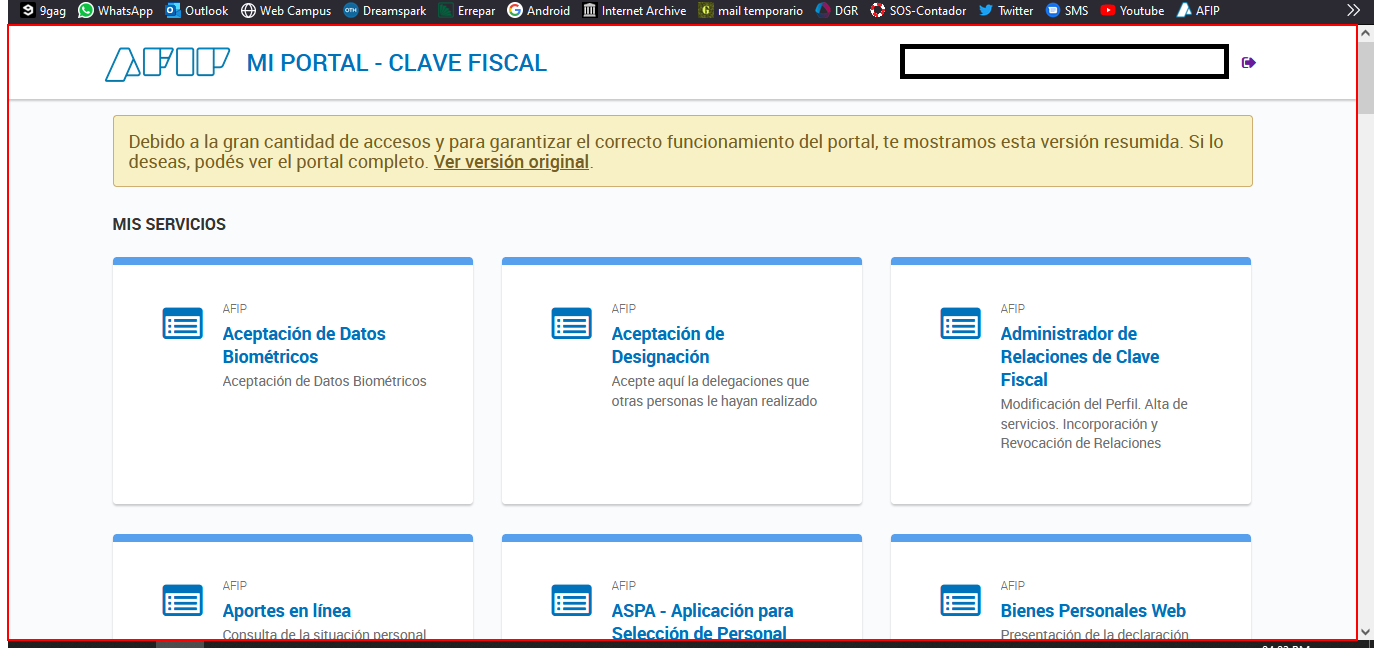 9gag WhatsApp Outlook Web Campus Dreamspark Errepar Android Internet Archive mail temporario DGR SOS-Contador Twitter SMS Youtube AFIP
AFIP MI PORTAL - CLAVE FISCAL
Debido a la gran cantidad de accesos y para garantizar el correcto funcionamiento del portal, te mostramos esta versión resumida. Si lo
deseas, podés ver el portal completo. Ver versión original.
MIS SERVICIOS
AFIP
Aceptación de Datos
Biométricos
Aceptación de Datos Biométricos
AFIP
Aceptación de
Designación
Acepte aquí la delegaciones que
otras personas le hayan realizado
AFIP
Administrador de
Relaciones de Clave
Fiscal
Modificación del Perfil. Alta de
servicios. Incorporación y
Revocación de Relaciones
AFIP
Aportes en línea
Consulta de la situación personal
AFIP
ASPA - Aplicación para
Selección de Personal
AFIP
Bienes Personales Web
Presentación de la declaración